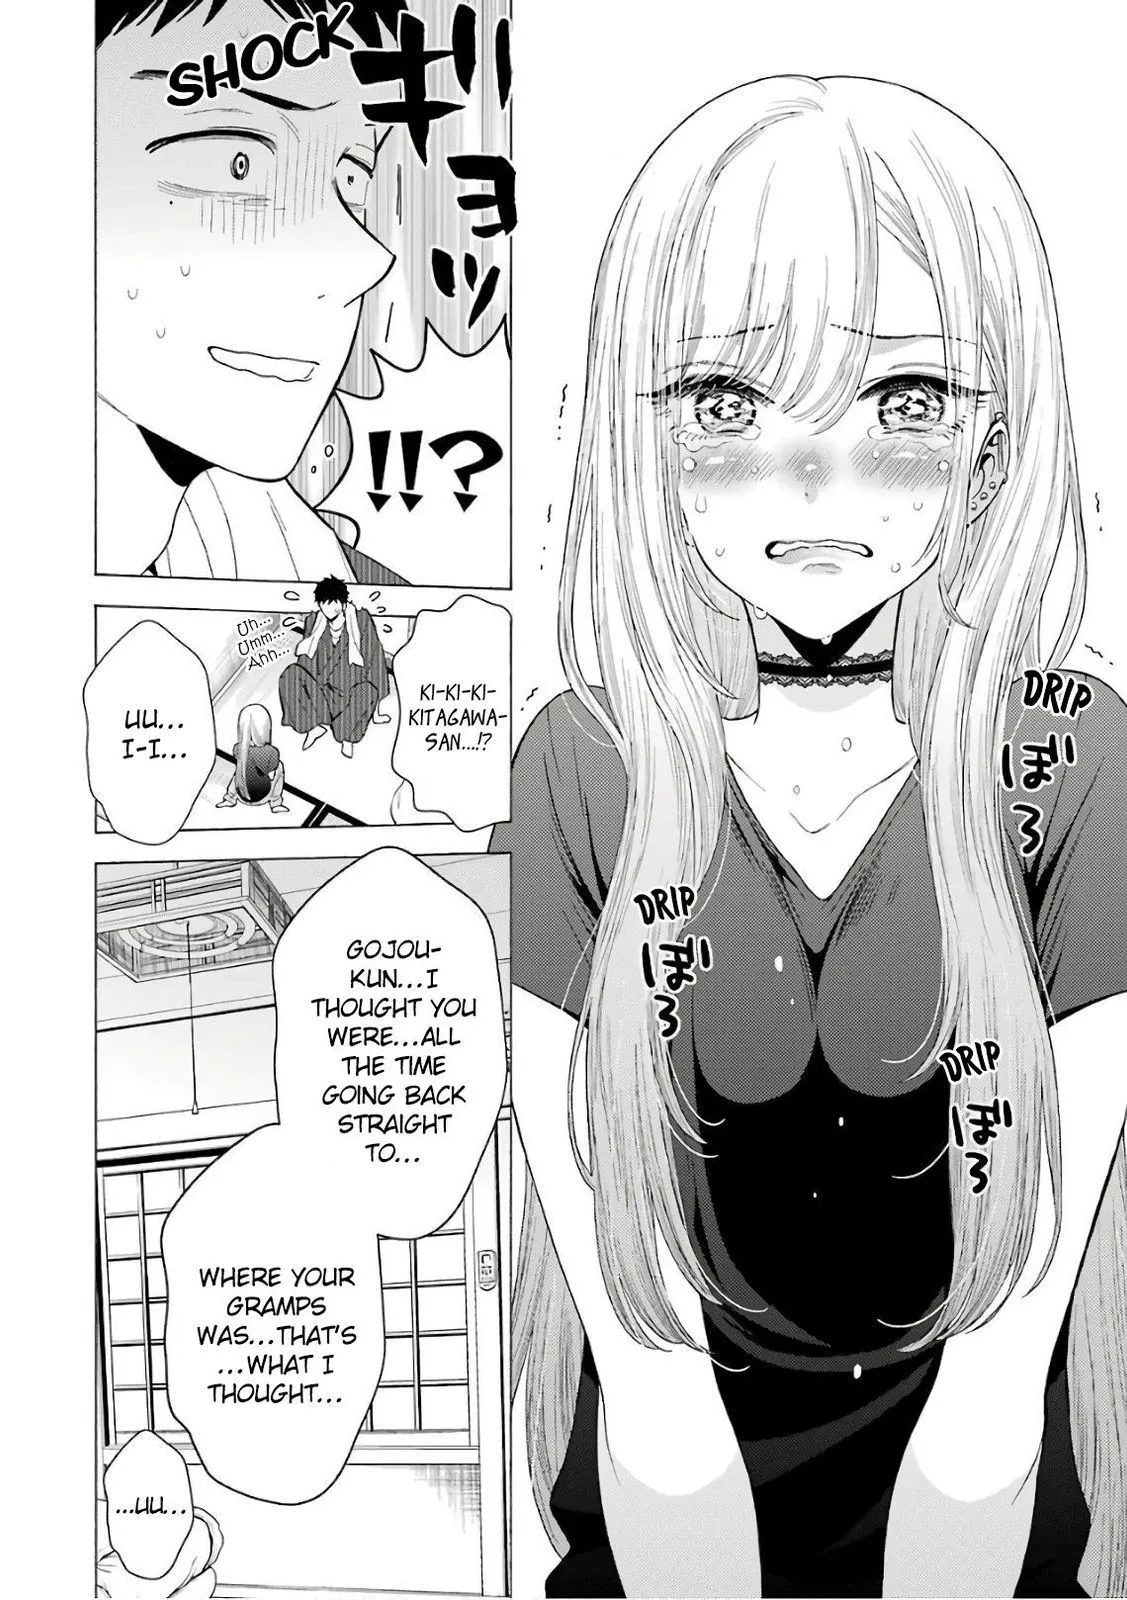 DRIP
ぼろ
DRIP
ぼろ
DRIP
ぼろ
SHOCK
ギョッ
!!?
KI-KI-KI-
KITAGAWA-
SAN...!?
UH...
UMM...
AHH...
UU...
I-I...
GOJOU-
KUN...I
THOUGHT YOU
WERE...ALL
THE TIME
GOING BACK
STRAIGHT
TO...
WHERE YOUR
GRAMPS
WAS...THAT'S
...WHAT I
THOUGHT...
...UU...